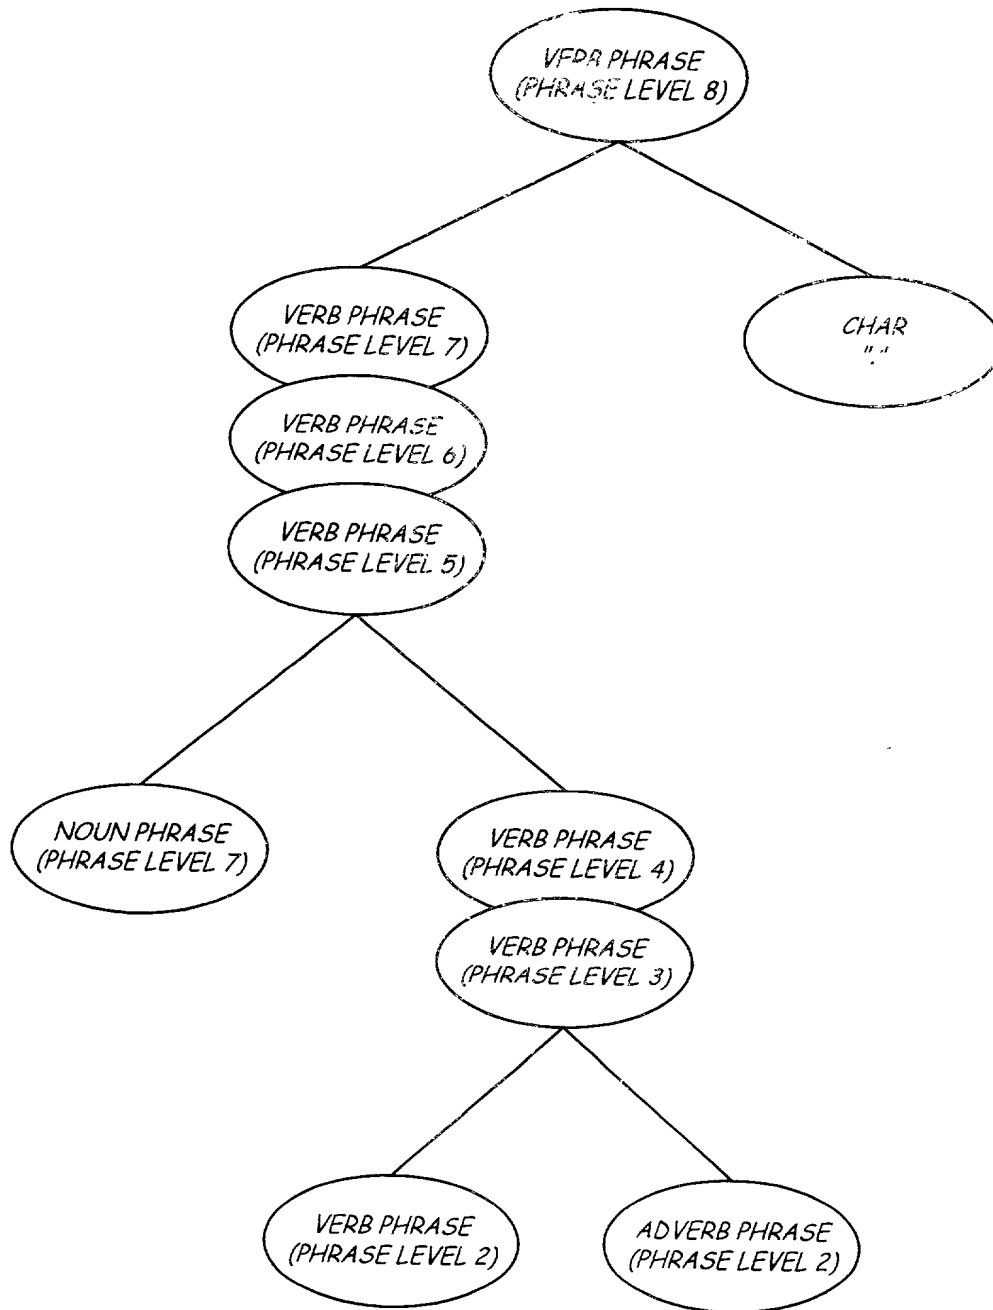 VERB PHRASE
(PHRASE LEVEL 8)
VERB PHRASE
(PHRASE LEVEL 7)
CHAR
"."
VERB PHRASE
(PHRASE LEVEL 6)
VERB PHRASE
(PHRASE LEVEL 5)
NOUN PHRASE
(PHRASE LEVEL 7)
VERB PHRASE
(PHRASE LEVEL 4)
VERB PHRASE
(PHRASE LEVEL 3)
VERB PHRASE
(PHRASE LEVEL 2)
ADVERB PHRASE
(PHRASE LEVEL 2)